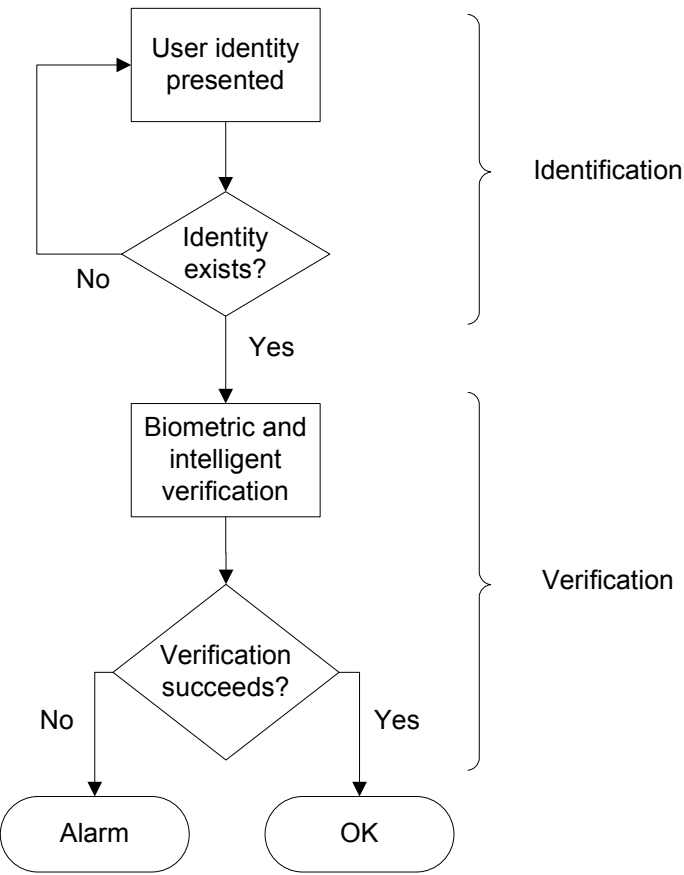 User identity
presented
Identification
Identity
exists?
No
Yes
Biometric and
intelligent
verification
Verification
Verification
succeeds?
No
Yes
Alarm
OK